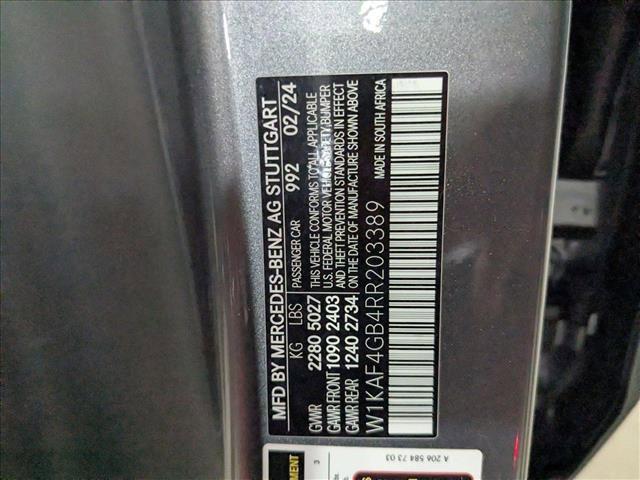 MFD BY MERCEDES-BENZ AG STUTTGART
PASSENGER CAR 992 02/24
KG LBS
GVWR 2280 5027
GAWR FRONT 1090 2403
GAWR REAR 1240 2734
THIS VEHICLE CONFORMS TO ALL APPLICABLE
U.S. FEDERAL MOTOR VEHICLE SAFETY, BUMPER
AND THEFT PREVENTION STANDARDS IN EFFECT
ON THE DATE OF MANUFACTURE SHOWN ABOVE
W1KAF4GB4RR203389
MADE IN SOUTH AFRICA
A 206 584 73 03
3